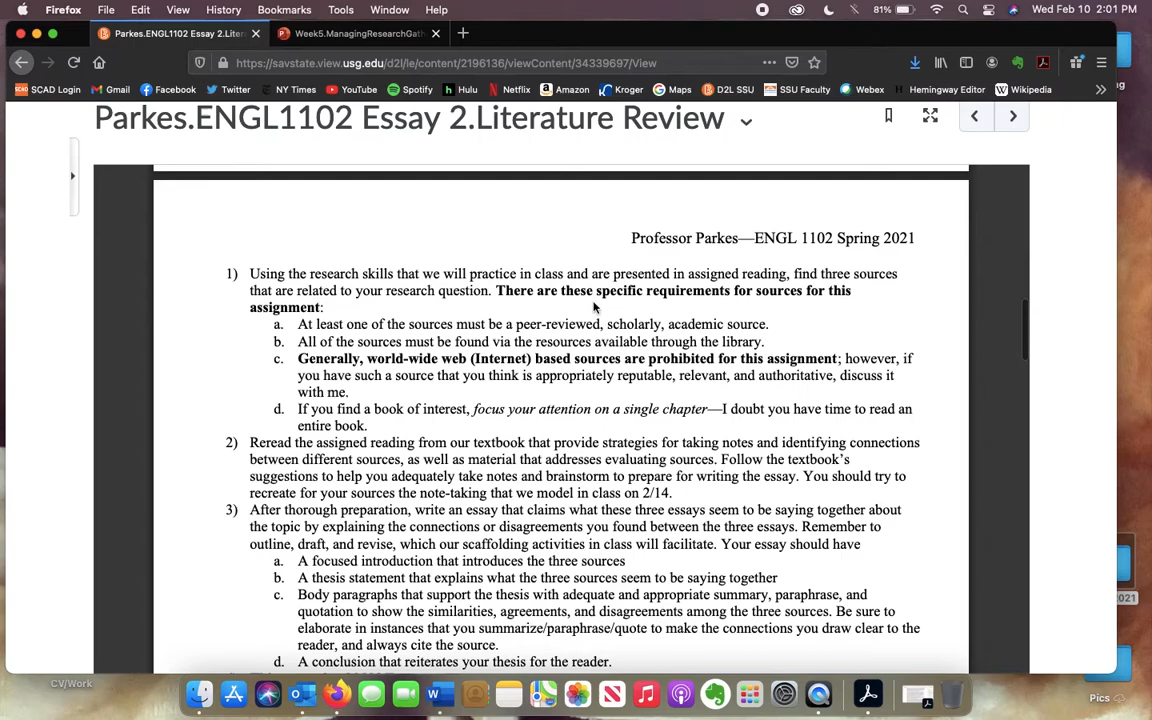 Firefox File Edit View History Bookmarks Tools Window Help 81% Wed Feb 10 2:01 PM
Parkes.ENGL1102 Essay 2.Liter Week5.ManagingResearchGath
https://savstate.view.usg.edu/d2l/le/content/2196136/viewContent/34339697/View
SCAD Login Gmail Facebook Twitter NY Times YouTube Spotify Hulu Netflix Amazon Kroger Maps D2L SSU SSU Faculty Webex Hemingway Editor Wikipedia
Parkes.ENGL1102 Essay 2.Literature Review
Professor Parkes—ENGL 1102 Spring 2021
1) Using the research skills that we will practice in class and are presented in assigned reading, find three sources
that are related to your research question. There are these specific requirements for sources for this
assignment:
a. At least one of the sources must be a peer-reviewed, scholarly, academic source.
b. All of the sources must be found via the resources available through the library.
c. Generally, world-wide web (Internet) based sources are prohibited for this assignment; however, if
you have such a source that you think is appropriately reputable, relevant, and authoritative, discuss it
with me.
d. If you find a book of interest, focus your attention on a single chapter—I doubt you have time to read an
entire book.
2) Reread the assigned reading from our textbook that provide strategies for taking notes and identifying connections
between different sources, as well as material that addresses evaluating sources. Follow the textbook's
suggestions to help you adequately take notes and brainstorm to prepare for writing the essay. You should try to
recreate for your sources the note-taking that we model in class on 2/14.
3) After thorough preparation, write an essay that claims what these three essays seem to be saying together about
the topic by explaining the connections or disagreements you found between the three essays. Remember to
outline, draft, and revise, which our scaffolding activities in class will facilitate. Your essay should have
a. A focused introduction that introduces the three sources
b. A thesis statement that explains what the three sources seem to be saying together
c. Body paragraphs that support the thesis with adequate and appropriate summary, paraphrase, and
quotation to show the similarities, agreements, and disagreements among the three sources. Be sure to
elaborate in instances that you summarize/paraphrase/quote to make the connections you draw clear to the
reader, and always cite the source.
d. A conclusion that reiterates your thesis for the reader.
2021
CV/Work
Pics